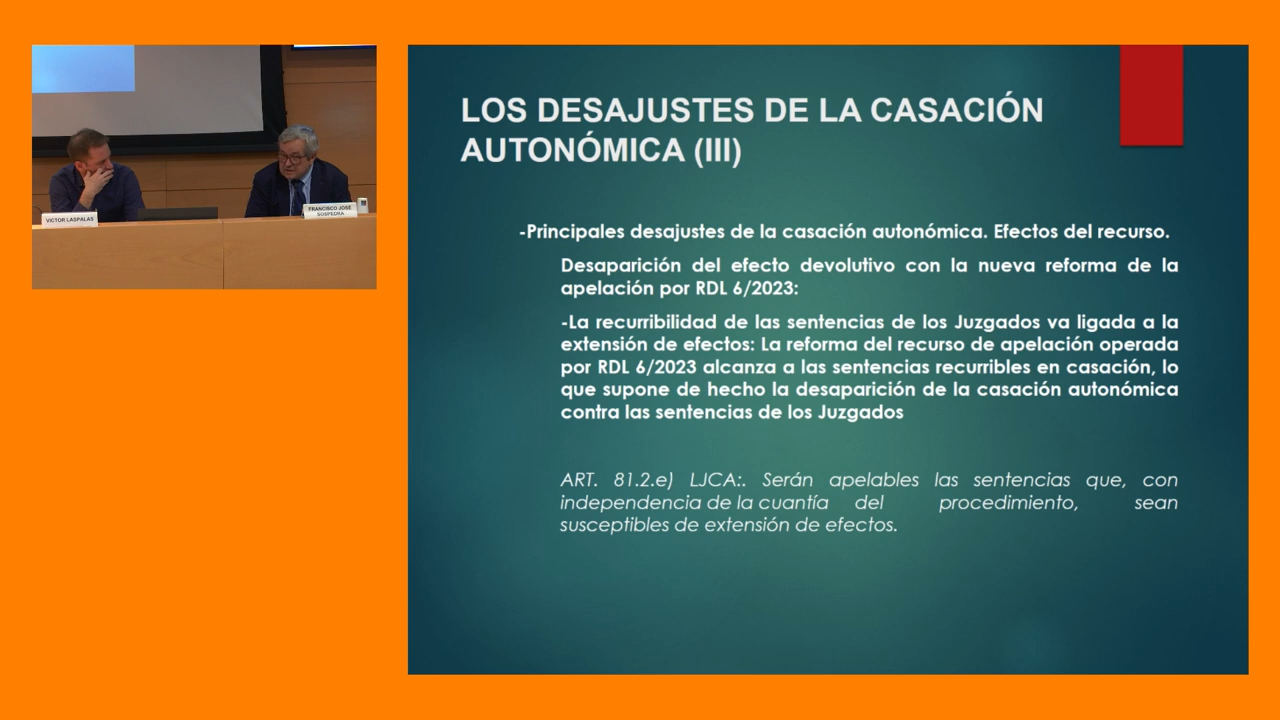 VICTOR LASPALAS
FRANCISCO JOSÉ
SOSPEDRA
LOS DESAJUSTES DE LA CASACIÓN
AUTONÓMICA (III)
-Principales desajustes de la casación autonómica. Efectos del recurso.
Desaparición del efecto devolutivo con la nueva reforma de la
apelación por RDL 6/2023:
-La recurribilidad de las sentencias de los Juzgados va ligada a la
extensión de efectos: La reforma del recurso de apelación operada
por RDL 6/2023 alcanza a las sentencias recurribles en casación, lo
que supone de hecho la desaparición de la casación autonómica
contra las sentencias de los Juzgados
ART. 81.2.e) LJCA:. Serán apelables las sentencias que, con
independencia de la cuantía del procedimiento, sean
susceptibles de extensión de efectos.